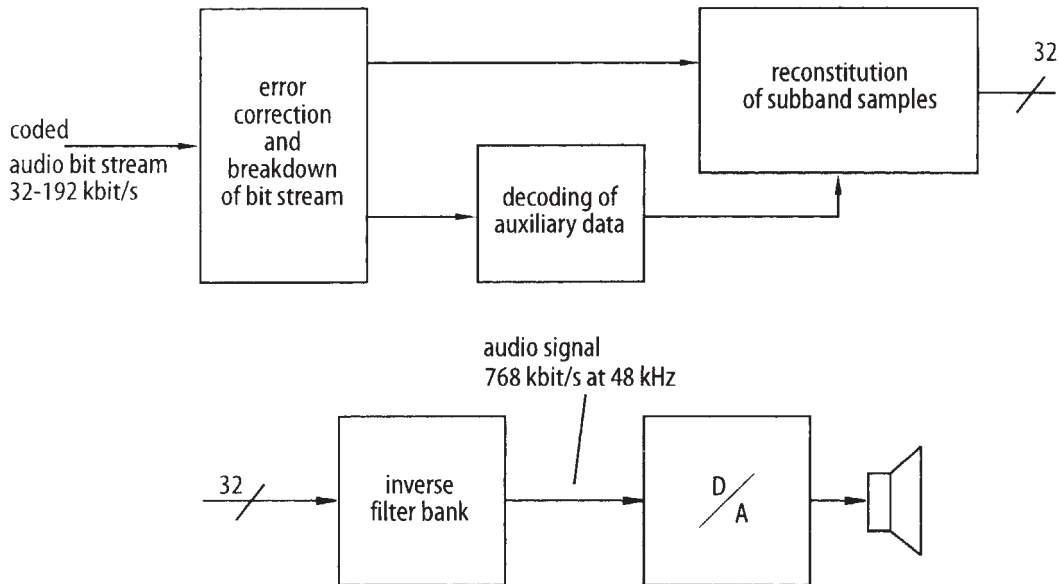 error
correction
and
breakdown
of bit stream
coded
audio bit stream
32-192 kbit/s
decoding of
auxiliary data
reconstitution
of subband samples
32
audio signal
768 kbit/s at 48 kHz
32
inverse
filter bank
D
A